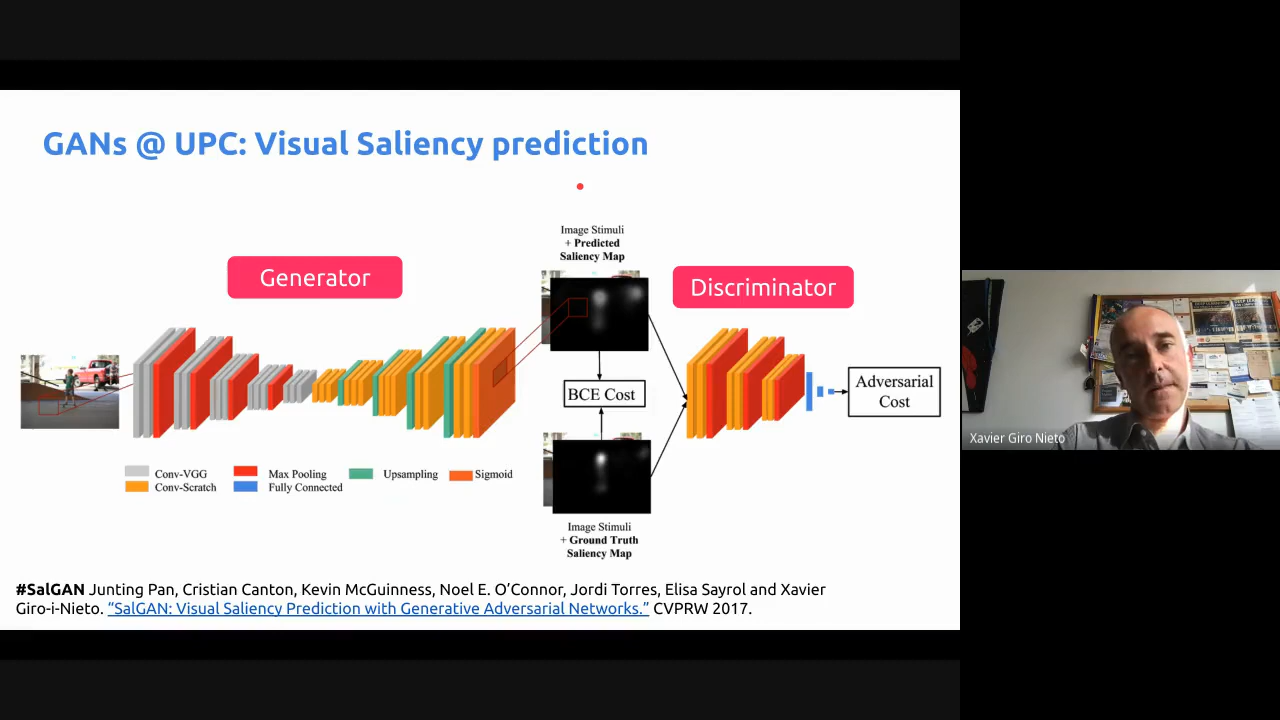 GANs @ UPC: Visual Saliency prediction
Image Stimuli
+ Predicted
Saliency Map
Generator
Discriminator
BCE Cost
Adversarial
Cost
Conv-VGG
Max Pooling
Upsampling
Sigmoid
Conv-Scratch
Fully Connected
Image Stimuli
+ Ground Truth
Saliency Map
#SalGAN Junting Pan, Cristian Canton, Kevin McGuinness, Noel E. O’Connor, Jordi Torres, Elisa Sayrol and Xavier
Giro-i-Nieto. “SalGAN: Visual Saliency Prediction with Generative Adversarial Networks.” CVPRW 2017.
Xavier Giro Nieto